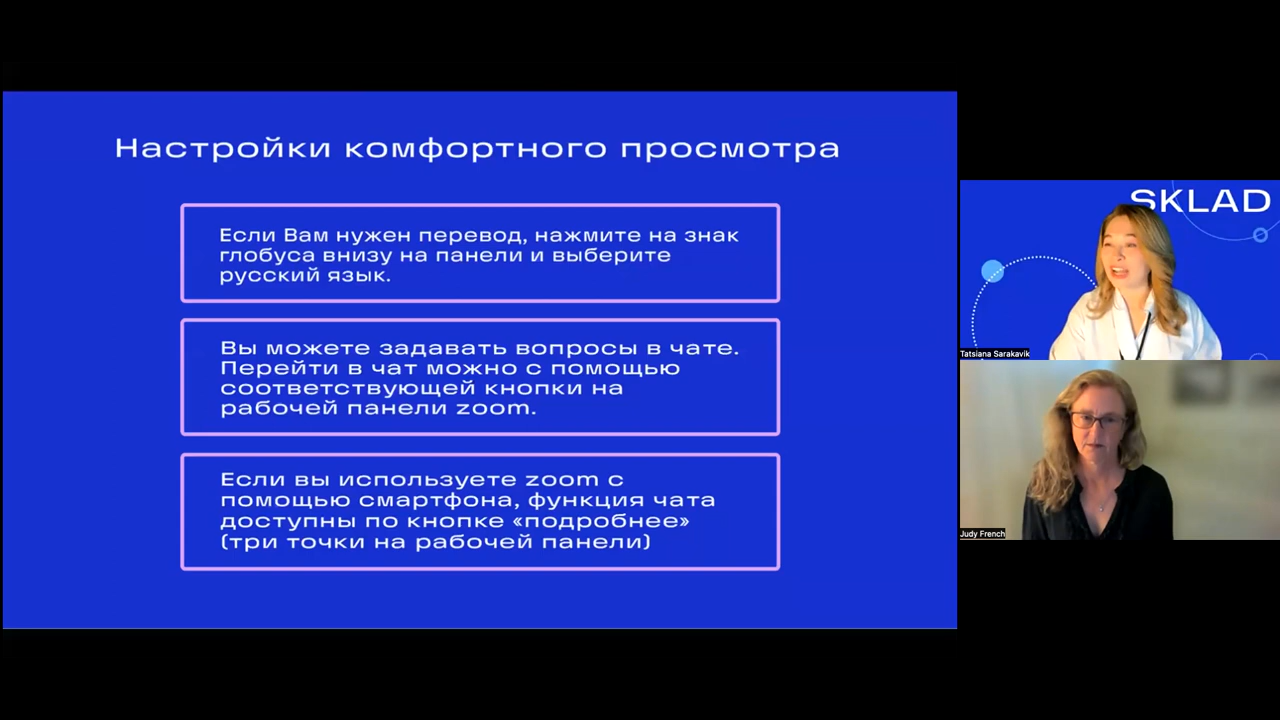 Настройки комфортного просмотра
Если Вам нужен перевод, нажмите на знак
глобуса внизу на панели и выберите
русский язык.
Вы можете задавать вопросы в чате.
Перейти в чат можно с помощью
соответствующей кнопки на
рабочей панели zoom.
Если вы используете zoom с
помощью смартфона, функция чата
доступны по кнопке «подробнее»
(три точки на рабочей панели)
SKLAD
Tatsiana Sarakavik
Judy French